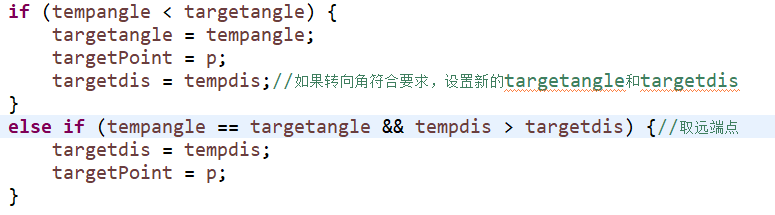 if (tempangle < targetangle) {
    targetangle = tempangle;
    targetPoint = p;
    targetdis = tempdis;//如果转向角符合要求，设置新的targetangle和targetdis
}
else if (tempangle == targetangle && tempdis > targetdis) {//取远端点
    targetdis = tempdis;
    targetPoint = p;
}